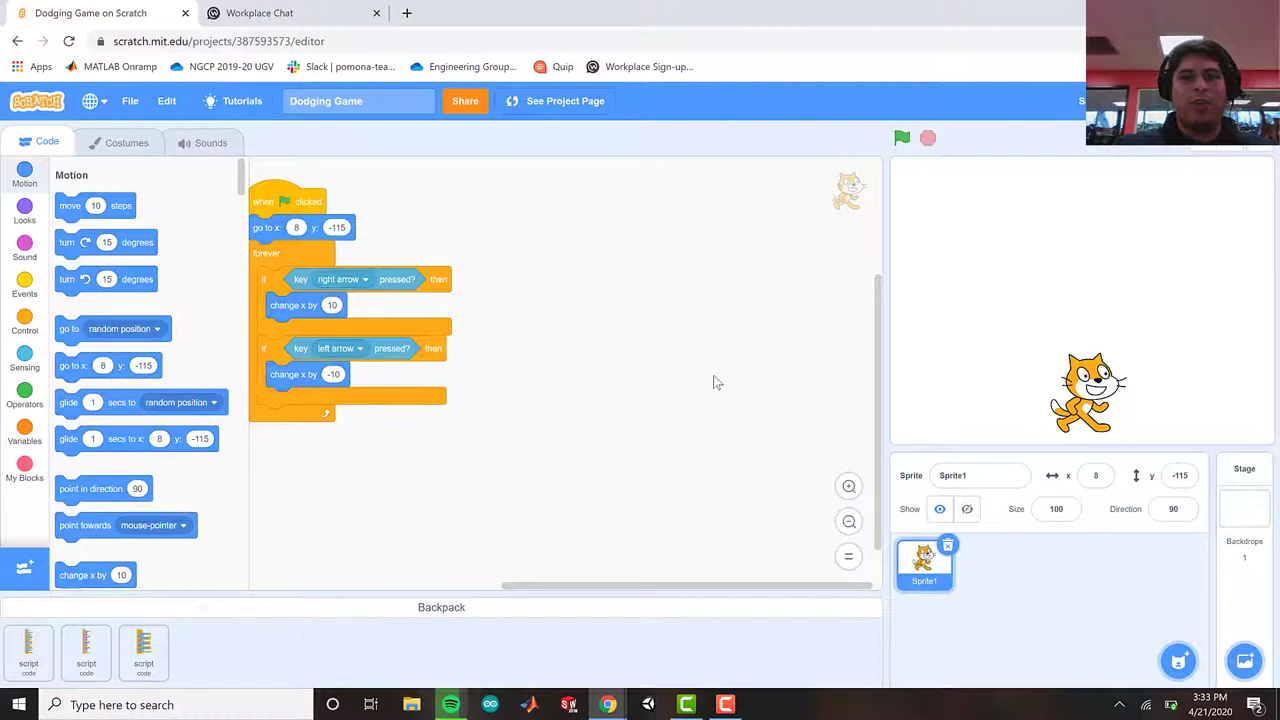 Dodging Game on Scratch
Workplace Chat
scratch.mit.edu/projects/387593573/editor
Apps
MATLAB Onramp
NGCP 2019-20 UGV
Slack | pomona-tea...
Engineering Group...
Quip
Workplace Sign-up...
SCRATCH
File
Edit
Tutorials
Dodging Game
Share
See Project Page
S
Code
Costumes
Sounds
Motion
Looks
Sound
Events
Control
Sensing
Operators
Variables
My Blocks
Motion
move 10 steps
turn 15 degrees
turn 15 degrees
go to random position
go to x: 8 y: -115
glide 1 secs to random position
glide 1 secs to x: 8 y: -115
point in direction 90
point towards mouse-pointer
change x by 10
when clicked
go to x: 8 y: -115
forever
if key right arrow pressed? then
change x by 10
if key left arrow pressed? then
change x by -10
Sprite Sprite1 x 8 y -115
Show Size 100 Direction 90
Sprite1
Stage
Backdrops
1
Backpack
script
code
script
code
script
code
Type here to search
3:33 PM
4/21/2020
2